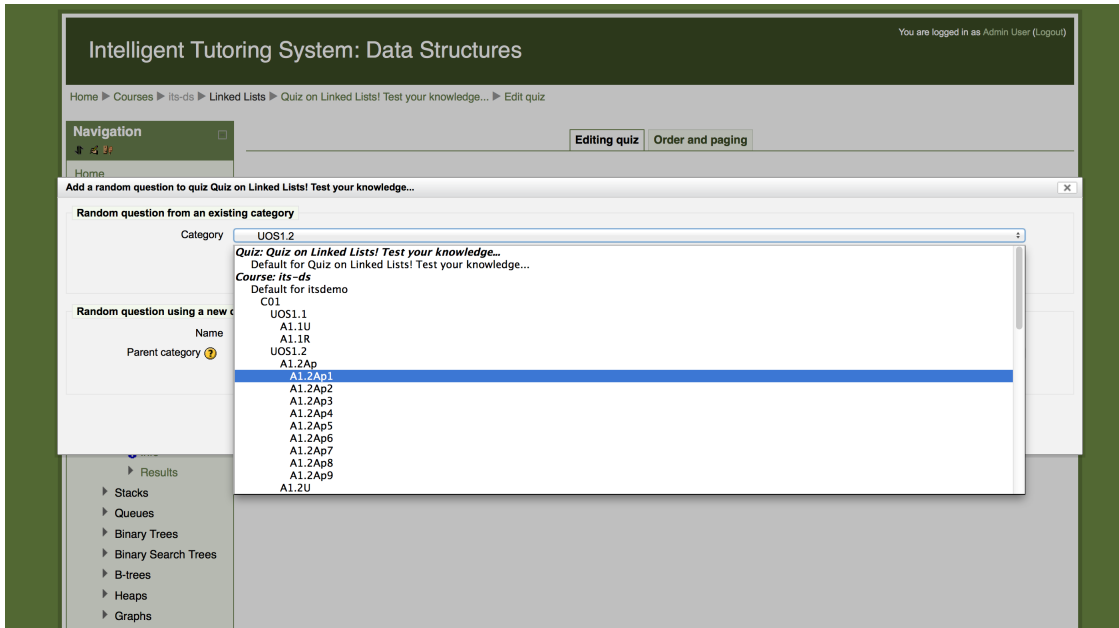 You are logged in as Admin User (Logout)
Intelligent Tutoring System: Data Structures
Home ▶ Courses ▶ its-ds ▶ Linked Lists ▶ Quiz on Linked Lists! Test your knowledge... ▶ Edit quiz
Navigation
Editing quiz Order and paging
Home
Add a random question to quiz Quiz on Linked Lists! Test your knowledge...
Random question from an existing category
Category UOS1.2
Quiz: Quiz on Linked Lists! Test your knowledge...
Default for Quiz on Linked Lists! Test your knowledge...
Course: its-ds
Default for itsdemo
C01
Random question using a new
UOS1.1
A1.1U
Name
A1.1R
Parent category
UOS1.2
A1.2Ap
A1.2Ap1
A1.2Ap2
A1.2Ap3
A1.2Ap4
A1.2Ap5
A1.2Ap6
A1.2Ap7
A1.2Ap8
A1.2Ap9
A1.2U
Results
Stacks
Queues
Binary Trees
Binary Search Trees
B-trees
Heaps
Graphs